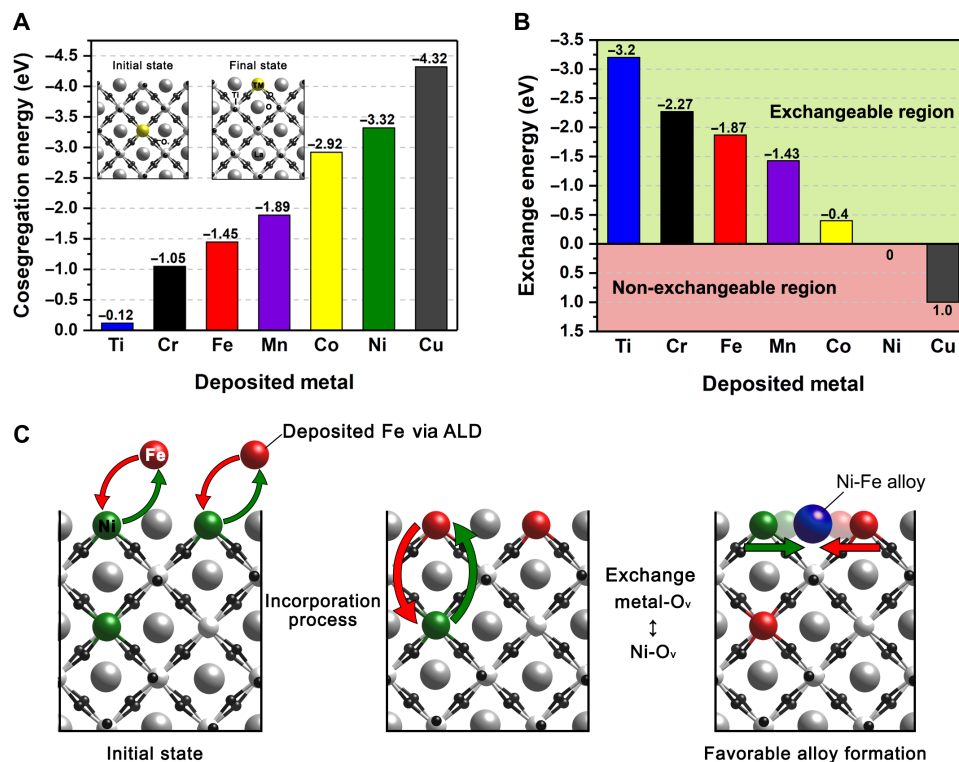 A
Cosegregation energy (eV)
−4.5
−4.0
−3.5
−3.0
−2.5
−2.0
−1.5
−1.0
−0.5
0.0
Initial state
Final state
O
TM
Ti
O
O
La
−0.12
−1.05
−1.45
−1.89
−2.92
−3.32
−4.32
Ti Cr Fe Mn Co Ni Cu
Deposited metal
B
Exchange energy (eV)
−3.5
−3.0
−2.5
−2.0
−1.5
−1.0
−0.5
0.0
0.5
1.0
1.5
−3.2
−2.27
−1.87
−1.43
−0.4
0
1.0
Exchangeable region
Non-exchangeable region
Ti Cr Fe Mn Co Ni Cu
Deposited metal
C
Deposited Fe via ALD
Fe
Ni
Initial state
Incorporation
process
Exchange
metal-Oᵥ
↕
Ni-Oᵥ
Ni-Fe alloy
Favorable alloy formation